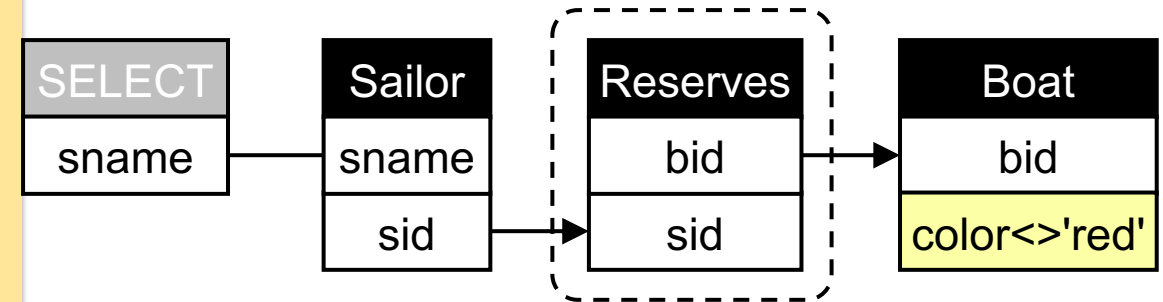 SELECT
sname
Sailor
sname
sid
Reserves
bid
sid
Boat
bid
color<>'red'